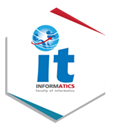 it
INFORMATICS
faculty of informatics